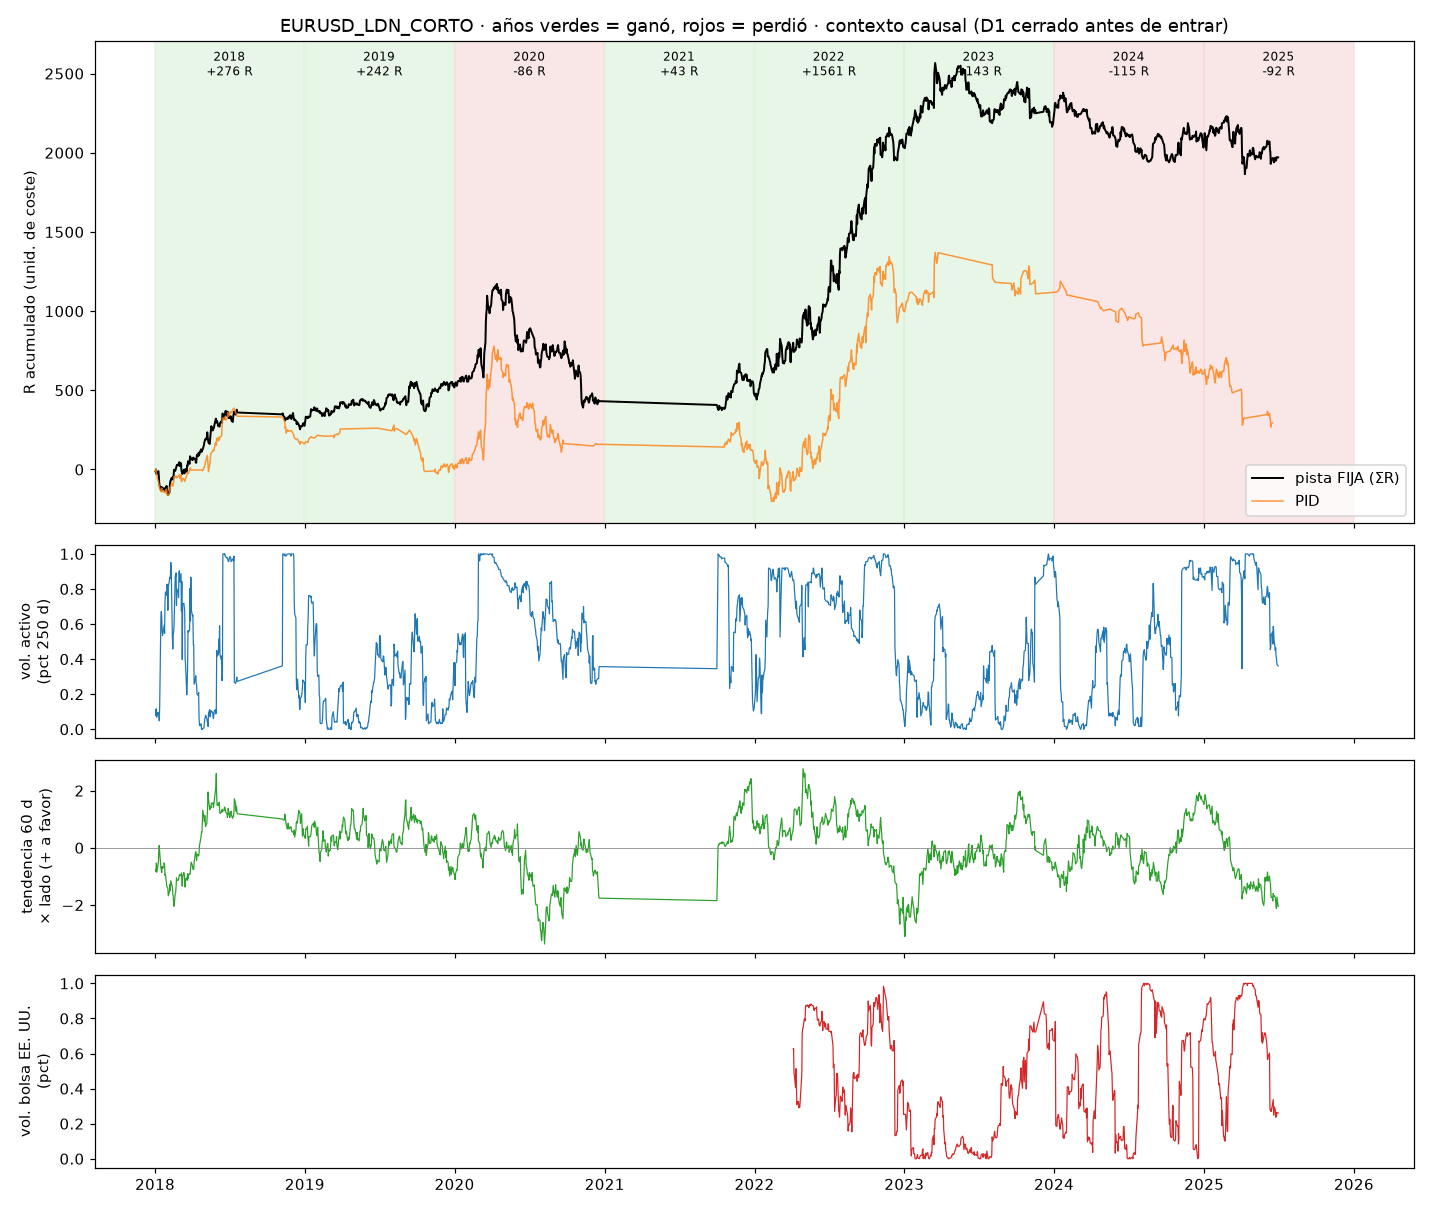 EURUSD_LDN_CORTO · años verdes = ganó, rojos = perdió · contexto causal (D1 cerrado antes de entrar)
2018
+276 R
2019
+242 R
2020
-86 R
2021
+43 R
2022
+1561 R
2023
143 R
2024
-115 R
2025
-92 R
R acumulado (unid. de coste)
2500
2000
1500
1000
500
0
pista FIJA (ΣR)
PID
vol. activo
(pct 250 d)
1.0
0.8
0.6
0.4
0.2
0.0
tendencia 60 d
× lado (+ a favor)
2
0
−2
vol. bolsa EE. UU.
(pct)
1.0
0.8
0.6
0.4
0.2
0.0
2018
2019
2020
2021
2022
2023
2024
2025
2026